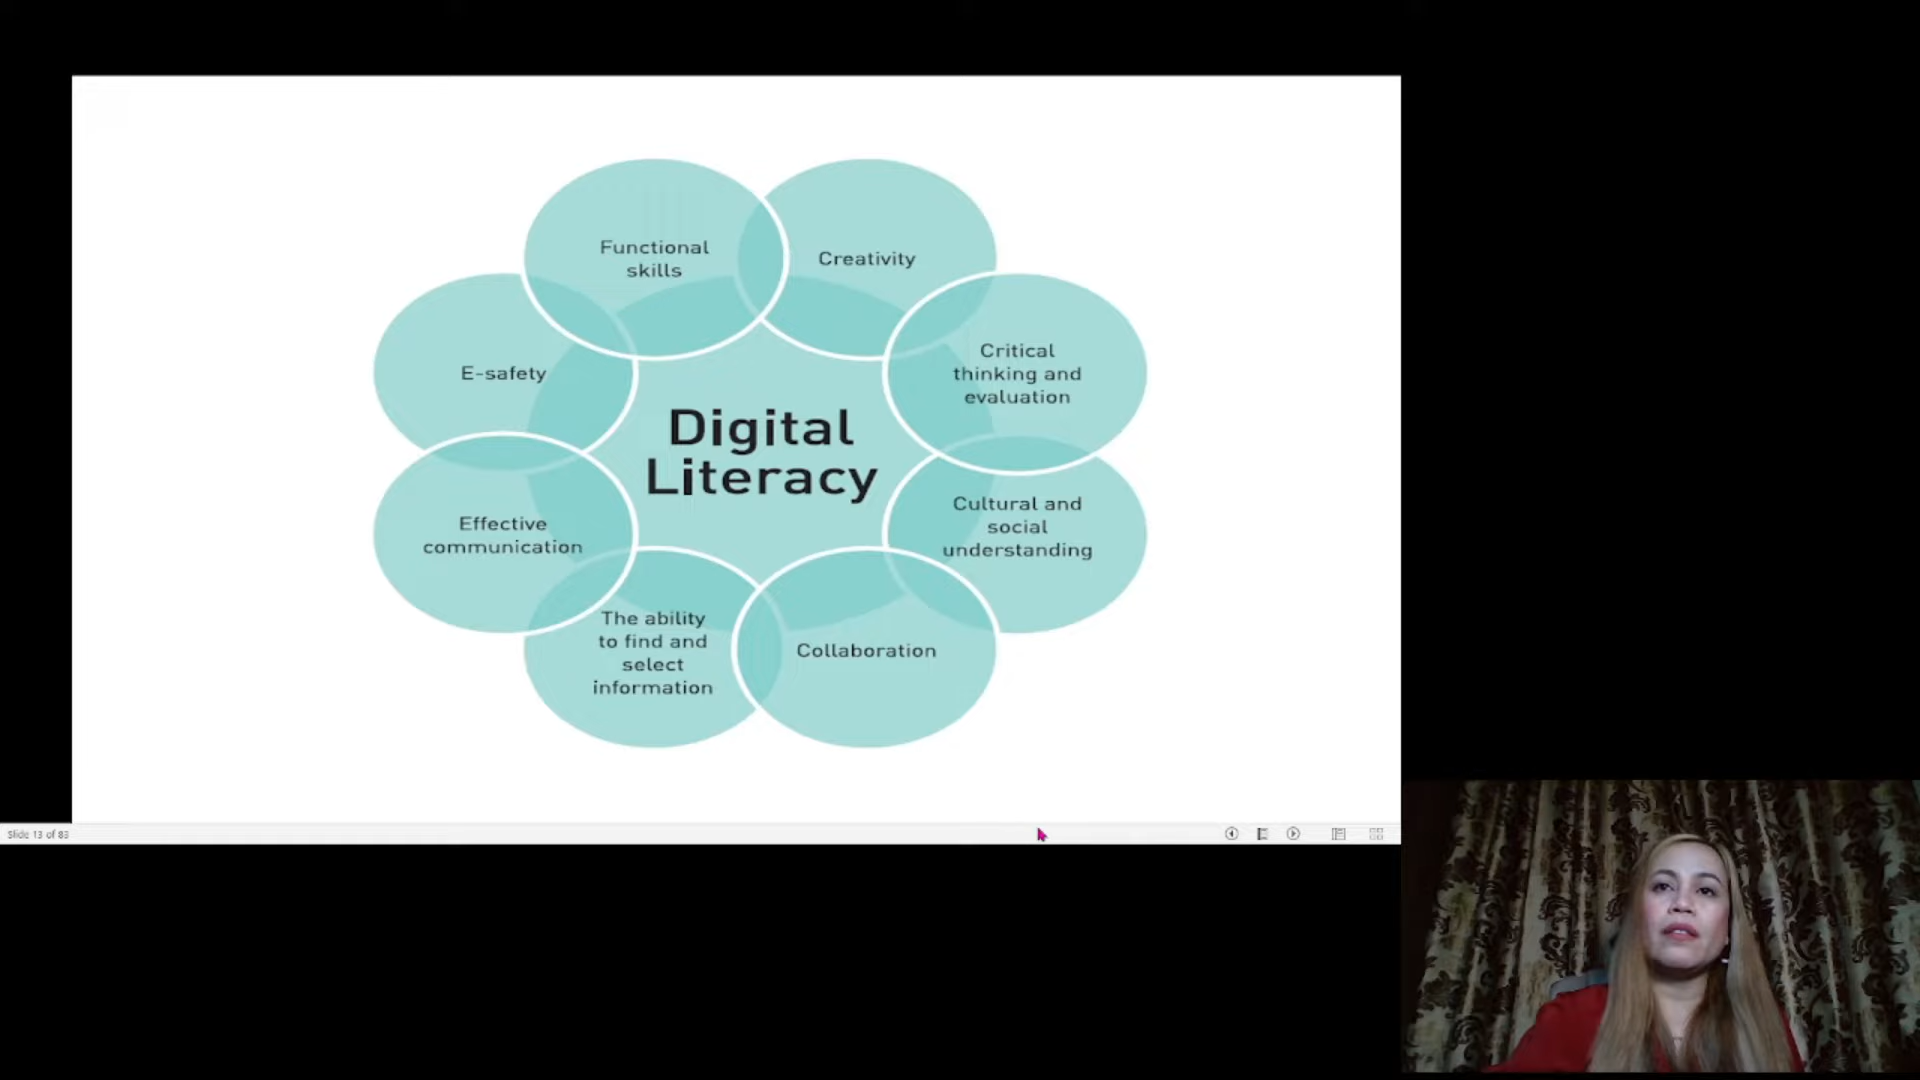 Functional
skills
Creativity
Critical
thinking and
evaluation
E-safety
Digital
Literacy
Cultural and
social
understanding
Effective
communication
The ability
to find and
select
information
Collaboration
Slide 13 of 83